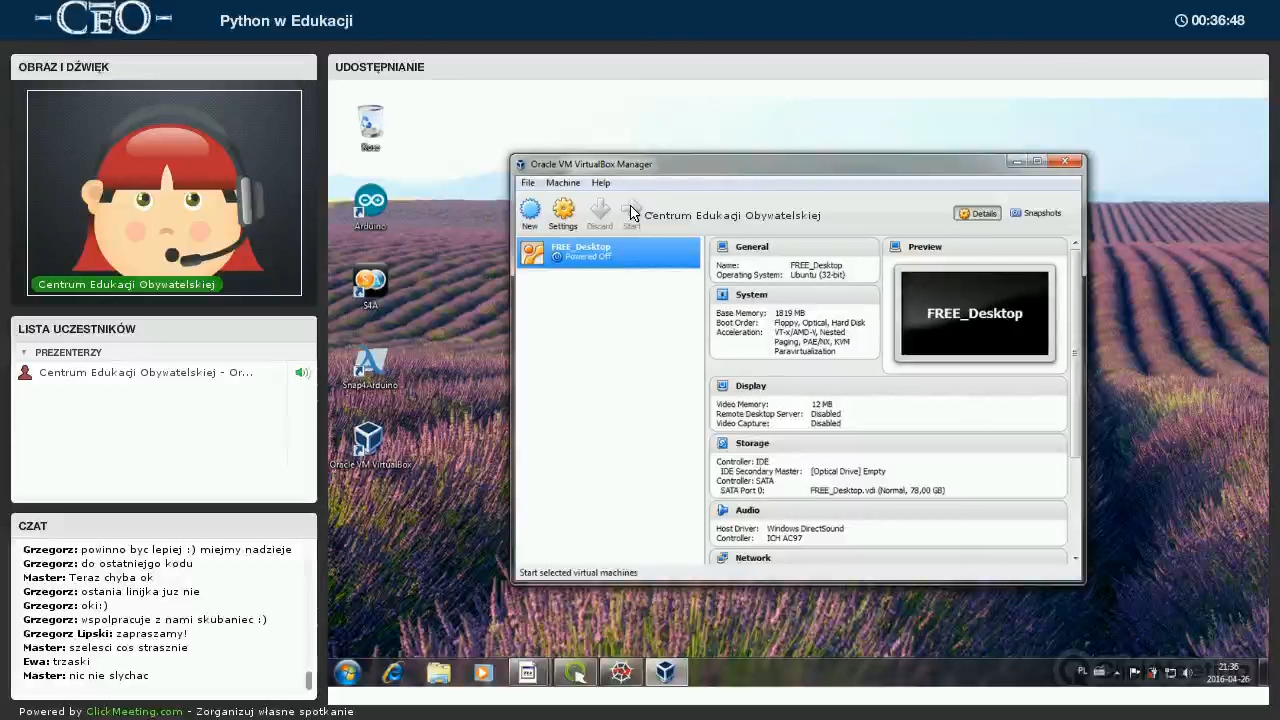 CEO
Python w Edukacji
00:36:48
OBRAZ I DŹWIĘK
Centrum Edukacji Obywatelskiej
LISTA UCZESTNIKÓW
PREZENTERZY
Centrum Edukacji Obywatelskiej - Or...
CZAT
Grzegorz: powinno byc lepiej :) miejmy nadzieje
Grzegorz: do ostatniejgo kodu
Master: Teraz chyba ok
Grzegorz: ostania linijka juz nie
Grzegorz: oki:)
Grzegorz: wspolpracuje z nami skubaniec :)
Grzegorz Lipski: zapraszamy!
Master: szelesci cos strasznie
Ewa: trzaski
Master: nic nie slychac
UDOSTĘPNIANIE
Kosz
Arduino
S4A
Snap4Arduino
Oracle VM VirtualBox
Oracle VM VirtualBox Manager
File Machine Help
New Settings Discard Start
Centrum Edukacji Obywatelskiej
Details Snapshots
FREE_Desktop
Powered Off
General
Name: FREE_Desktop
Operating System: Ubuntu (32-bit)
System
Base Memory: 1819 MB
Boot Order: Floppy, Optical, Hard Disk
Acceleration: VT-x/AMD-V, Nested
Paging, PAE/NX, KVM
Paravirtualization
Preview
FREE_Desktop
Display
Video Memory: 12 MB
Remote Desktop Server: Disabled
Video Capture: Disabled
Storage
Controller: IDE
IDE Secondary Master: [Optical Drive] Empty
Controller: SATA
SATA Port 0: FREE_Desktop.vdi (Normal, 78,00 GB)
Audio
Host Driver: Windows DirectSound
Controller: ICH AC97
Network
Start selected virtual machines
PL
21:36
2016-04-26
Powered by ClickMeeting.com - Zorganizuj własne spotkanie